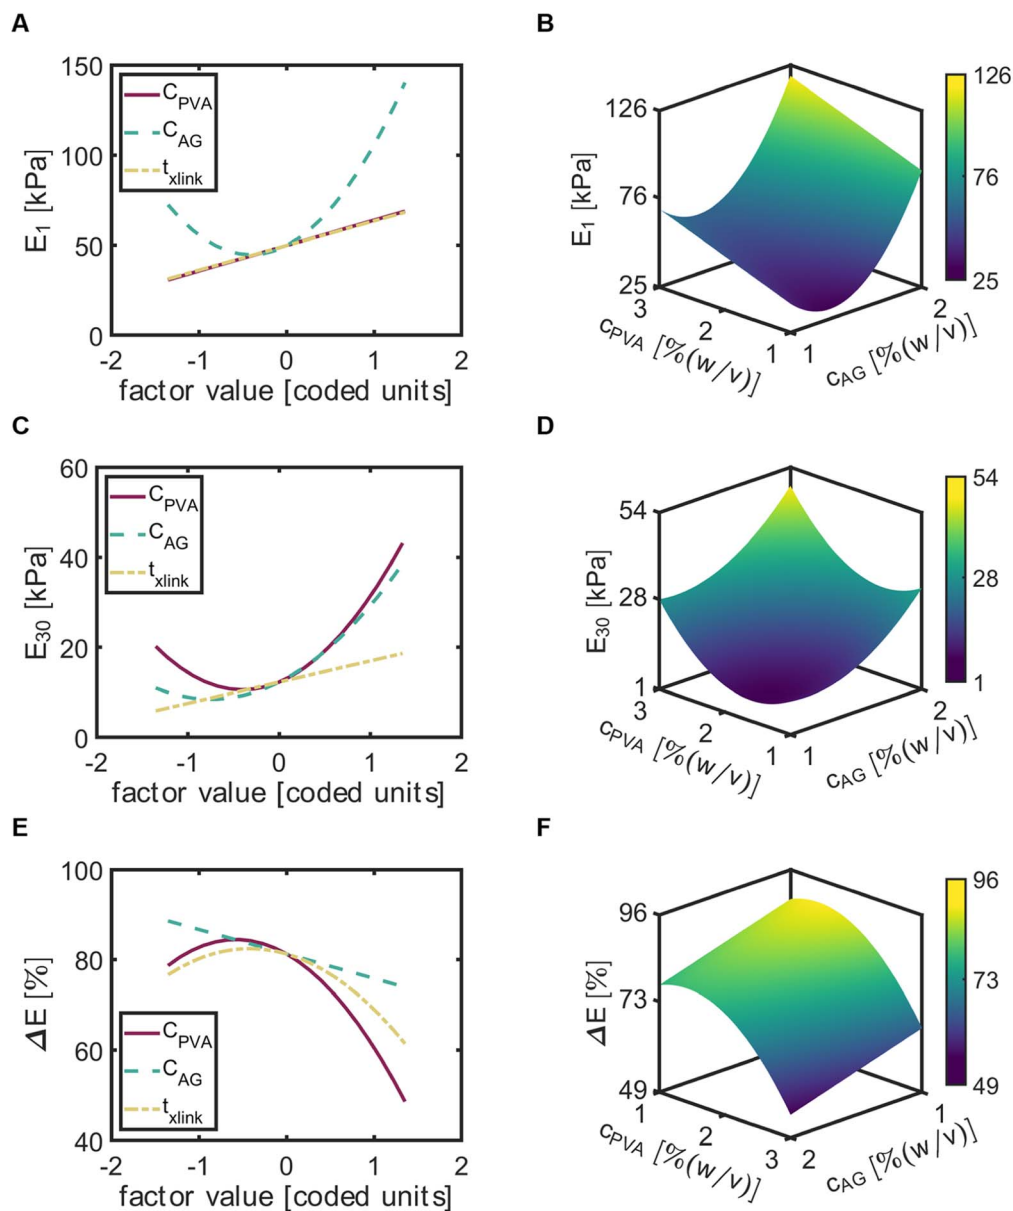 A
150
100
50
0
E1 [kPa]
CPVA
CAG
txlink
-2 -1 0 1 2
factor value [coded units]
B
126
76
25
E1 [kPa]
3 2 1
cPVA [%(w/v)]
1 2
cAG [%(w/v)]
126
76
25
C
60
40
20
0
E30 [kPa]
CPVA
CAG
txlink
-2 -1 0 1 2
factor value [coded units]
D
54
28
1
E30 [kPa]
3 2 1
cPVA [%(w/v)]
1 2
cAG [%(w/v)]
54
28
1
E
100
80
60
40
ΔE [%]
CPVA
CAG
txlink
-2 -1 0 1 2
factor value [coded units]
F
96
73
49
ΔE [%]
1 2 3
cPVA [%(w/v)]
2 1
cAG [%(w/v)]
96
73
49